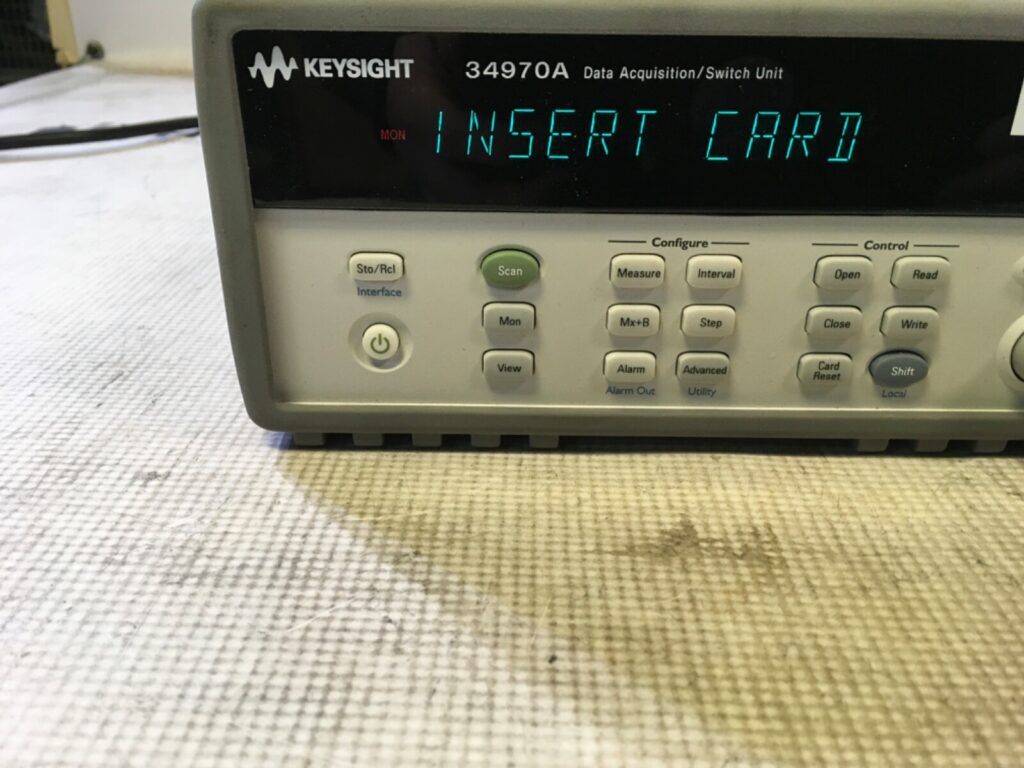 KEYSIGHT 34970A Data Acquisition/Switch Unit
MON INSERT CARD
Configure Control
Sto/Rcl Scan Measure Interval Open Read
Interface
Mon Mx+B Step Close Write
View Alarm Advanced Card Reset Shift
Alarm Out Utility Local